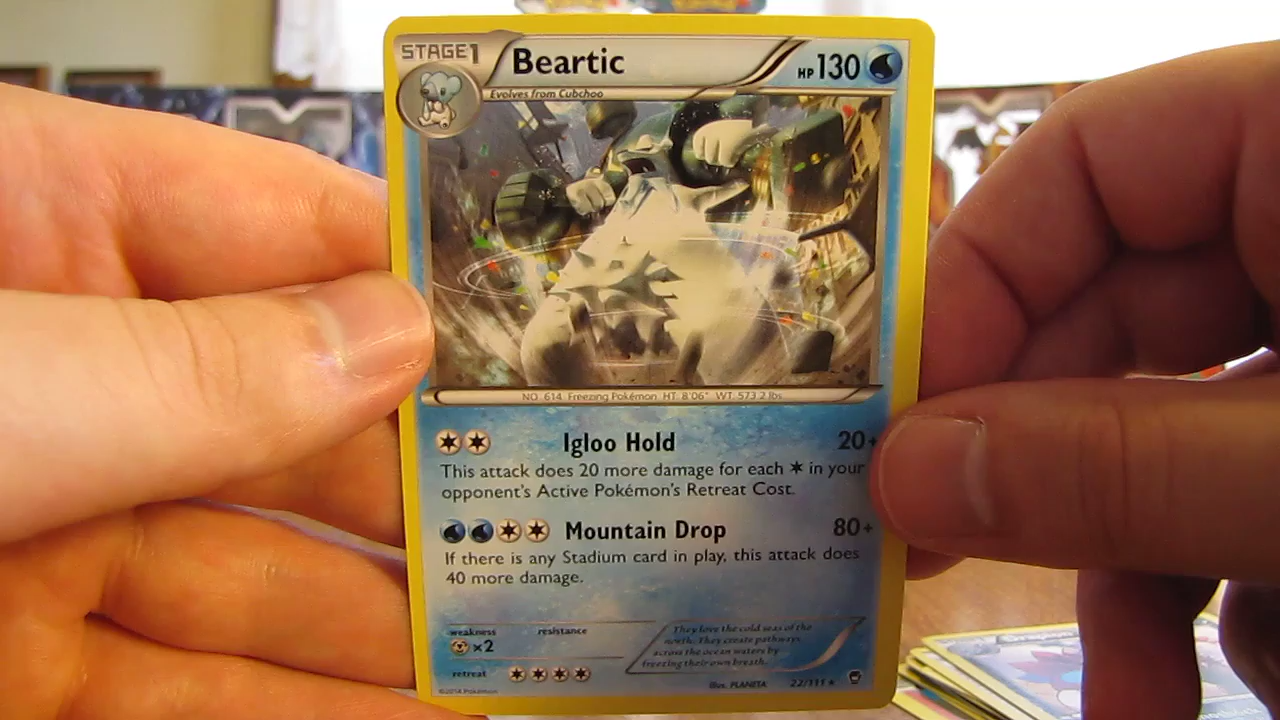 STAGE1
Beartic
HP 130
Evolves from Cubchoo
NO. 614 Freezing Pokémon HT: 8'06" WT: 573.2 lbs.
Igloo Hold 20+
This attack does 20 more damage for each in your
opponent's Active Pokémon's Retreat Cost.
Mountain Drop 80+
If there is any Stadium card in play, this attack does
40 more damage.
weakness resistance
×2
retreat
They love the cold seas of the
north. They create pathways
across the ocean waters by
freezing their own breath.
©2014 Pokémon
illus. PLANETA 22/111 ★